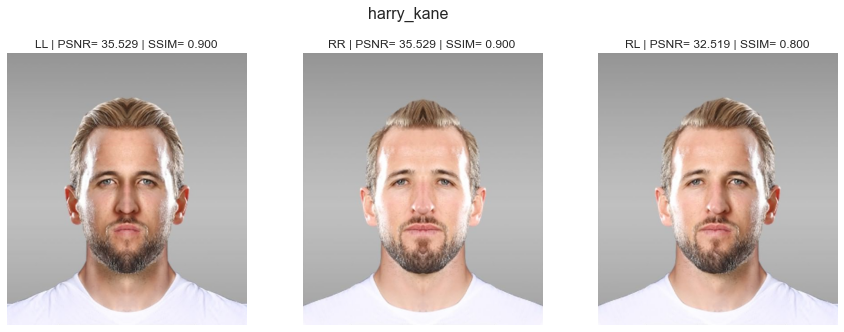 harry_kane
LL | PSNR= 35.529 | SSIM= 0.900
RR | PSNR= 35.529 | SSIM= 0.900
RL | PSNR= 32.519 | SSIM= 0.800